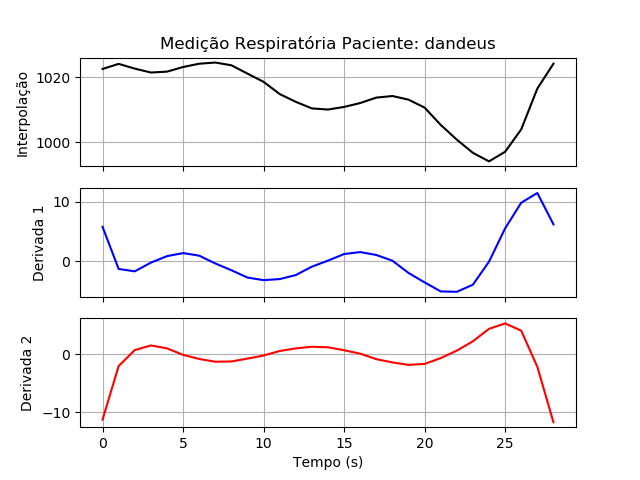 Medição Respiratória Paciente: dandeus
Interpolação
1020
1000
Derivada 1
10
0
Derivada 2
0
−10
0 5 10 15 20 25
Tempo (s)